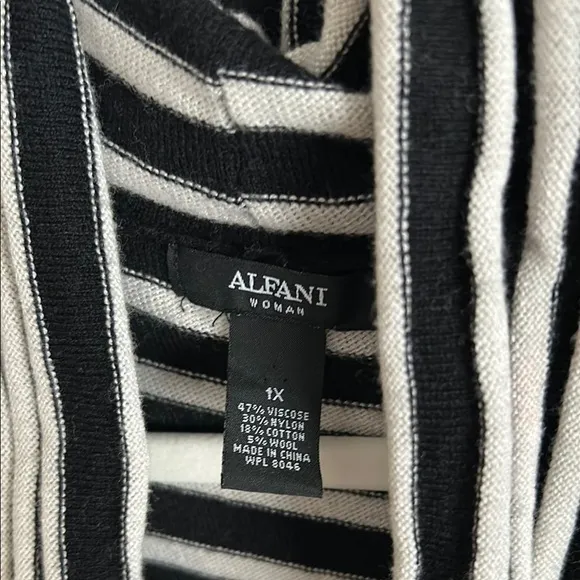 ALFANI
WOMAN
1X
47% VISCOSE
30% NYLON
18% COTTON
5% WOOL
MADE IN CHINA
WPL 8046